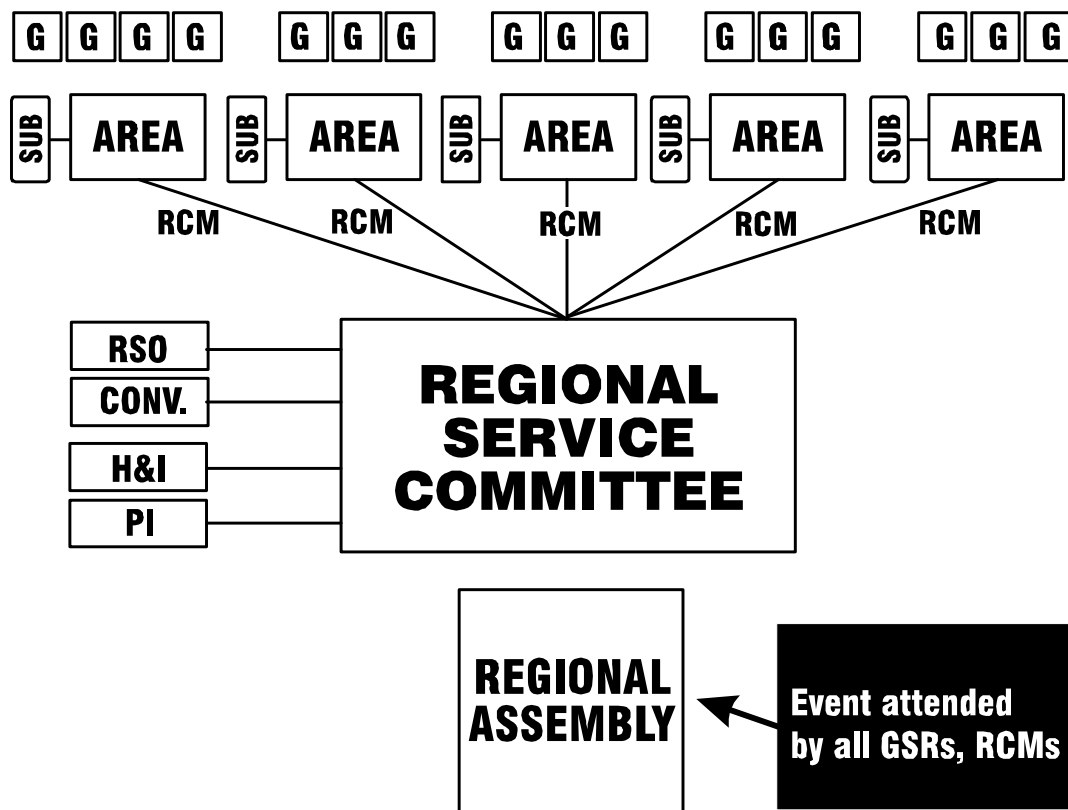 G G G G G G G G G G G G G G G G
SUB AREA SUB AREA SUB AREA SUB AREA SUB AREA
RCM RCM RCM RCM RCM
RSO
CONV.
H&I
PI
REGIONAL
SERVICE
COMMITTEE
REGIONAL
ASSEMBLY
Event attended
by all GSRs, RCMs